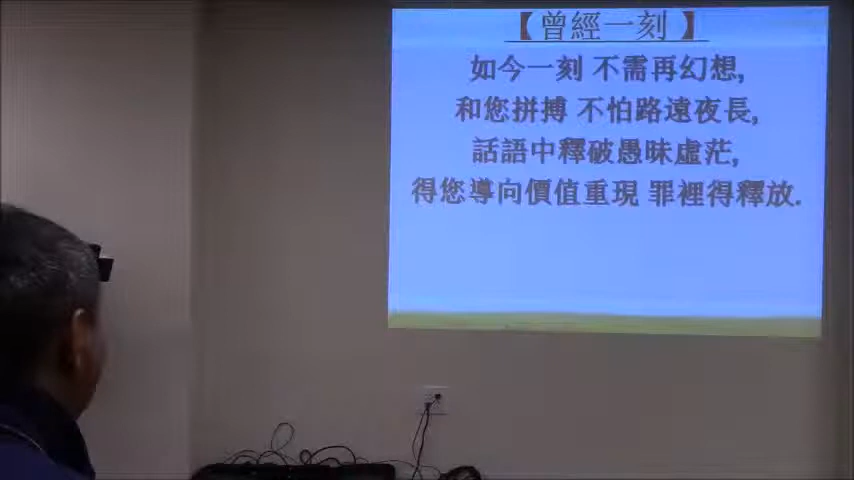 【曾經一刻】
如今一刻 不需再幻想,
和您拼搏 不怕路遠夜長,
話語中釋破愚昧虛茫,
得您導向價值重現 罪裡得釋放.